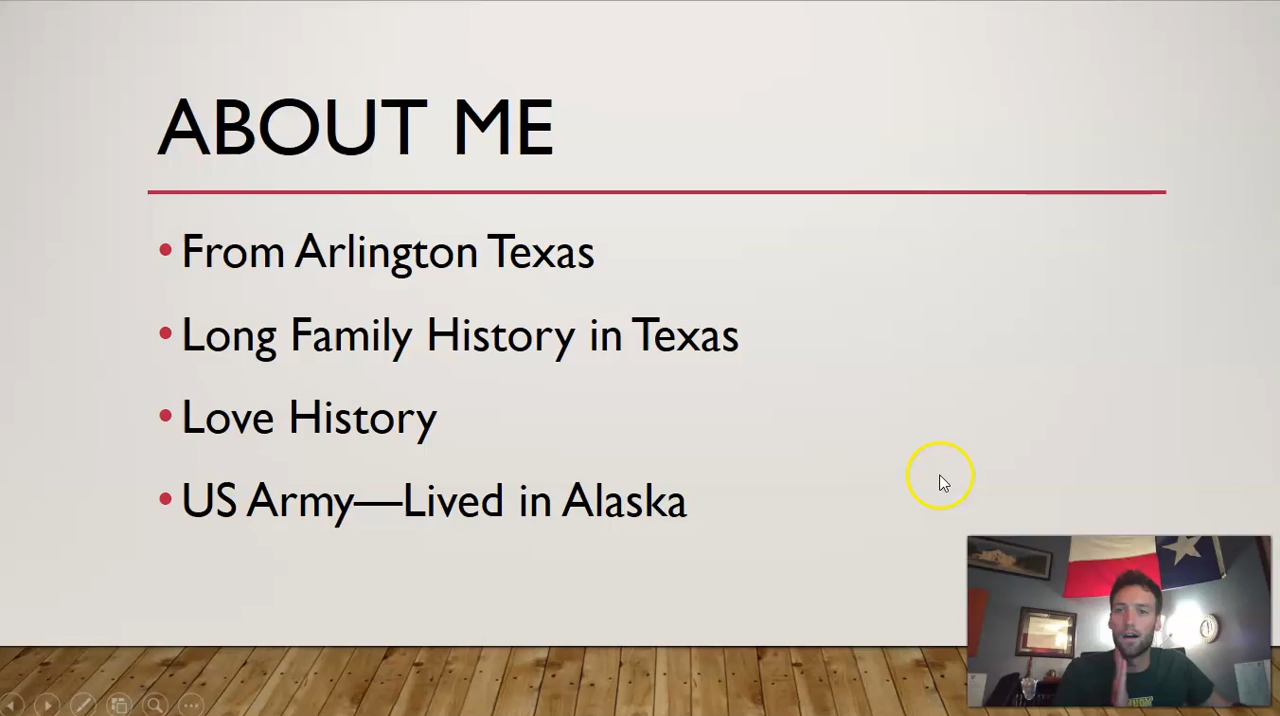 ABOUT ME
• From Arlington Texas
• Long Family History in Texas
• Love History
• US Army—Lived in Alaska